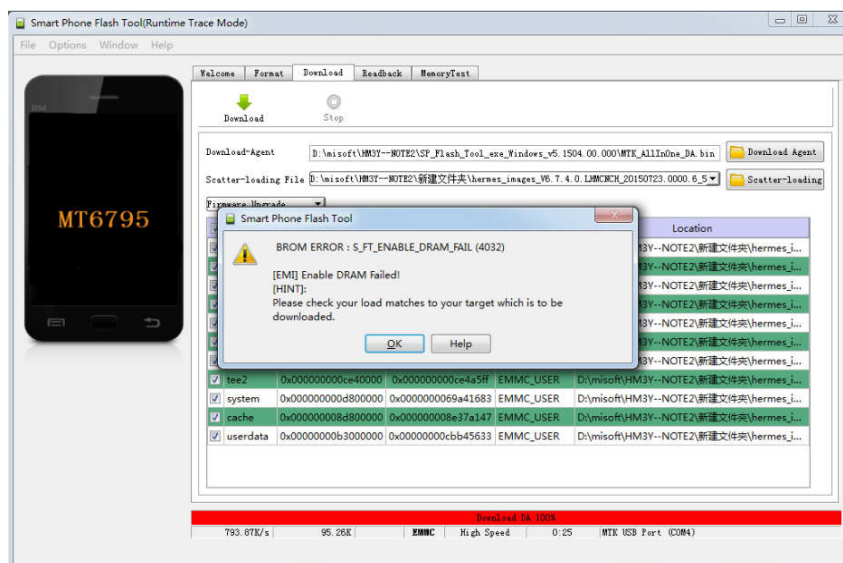 Smart Phone Flash Tool(Runtime Trace Mode)
File Options Window Help
Welcome Format Download Readback MemoryTest
BM
Download Stop
Download-Agent D:\misoft\HM3Y--NOTE2\SP_Flash_Tool_exe_Windows_v5.1504.00.000\MTK_AllInOne_DA.bin Download Agent
Scatter-loading File D:\misoft\HM3Y--NOTE2\新建文件夹\hermes_images_V6.7.4.0.LHMCNCH_20150723.0000.6_5 Scatter-loading
Firmware Upgrade
MT6795
Smart Phone Flash Tool
Location
BROM ERROR : S_FT_ENABLE_DRAM_FAIL (4032)
[EMI] Enable DRAM Failed!
[HINT]:
Please check your load matches to your target which is to be
downloaded.
OK Help
3Y--NOTE2\新建文件夹\hermes_i...
3Y--NOTE2\新建文件夹\hermes_i...
3Y--NOTE2\新建文件夹\hermes_i...
3Y--NOTE2\新建文件夹\hermes_i...
3Y--NOTE2\新建文件夹\hermes_i...
3Y--NOTE2\新建文件夹\hermes_i...
3Y--NOTE2\新建文件夹\hermes_i...
tee2 0x000000000ce40000 0x000000000ce4a5ff EMMC_USER D:\misoft\HM3Y--NOTE2\新建文件夹\hermes_i...
system 0x000000000d800000 0x0000000069a41683 EMMC_USER D:\misoft\HM3Y--NOTE2\新建文件夹\hermes_i...
cache 0x000000008d800000 0x000000008e37a147 EMMC_USER D:\misoft\HM3Y--NOTE2\新建文件夹\hermes_i...
userdata 0x00000000b3000000 0x00000000cbb45633 EMMC_USER D:\misoft\HM3Y--NOTE2\新建文件夹\hermes_i...
Download DA 100%
793.87K/s 95.26K EMMC High Speed 0:25 MTK USB Port (COM4)